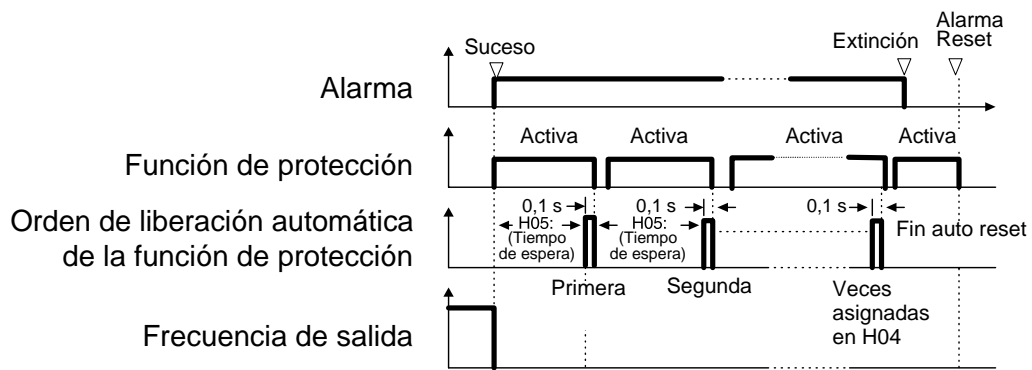 Suceso
Extinción
Alarma
Reset
Alarma
Activa
Activa
Activa
Activa
Función de protección
0,1 s
0,1 s
0,1 s
Orden de liberación automática
de la función de protección
H05:
(Tiempo
de espera)
H05:
(Tiempo
de espera)
Fin auto reset
Primera
Segunda
Veces
asignadas
en H04
Frecuencia de salida